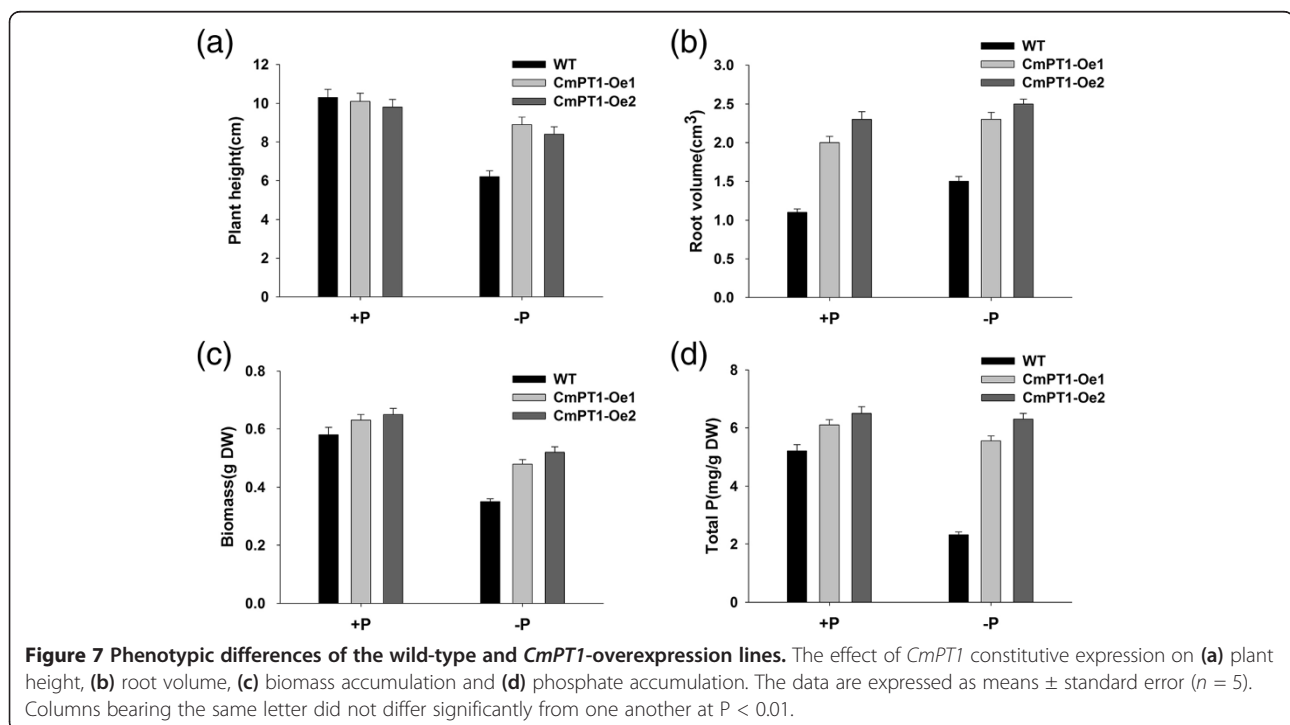 (a)
WT
CmPT1-Oe1
CmPT1-Oe2
Plant height(cm)
12
10
8
6
4
2
0
+P
-P
(b)
WT
CmPT1-Oe1
CmPT1-Oe2
Root volume(cm³)
3.0
2.5
2.0
1.5
1.0
0.5
0.0
+P
-P
(c)
WT
CmPT1-Oe1
CmPT1-Oe2
Biomass(g DW)
0.8
0.6
0.4
0.2
0.0
+P
-P
(d)
WT
CmPT1-Oe1
CmPT1-Oe2
Total P(mg/g DW)
8
6
4
2
0
+P
-P
Figure 7 Phenotypic differences of the wild-type and CmPT1-overexpression lines. The effect of CmPT1 constitutive expression on (a) plant
height, (b) root volume, (c) biomass accumulation and (d) phosphate accumulation. The data are expressed as means ± standard error (n = 5).
Columns bearing the same letter did not differ significantly from one another at P < 0.01.